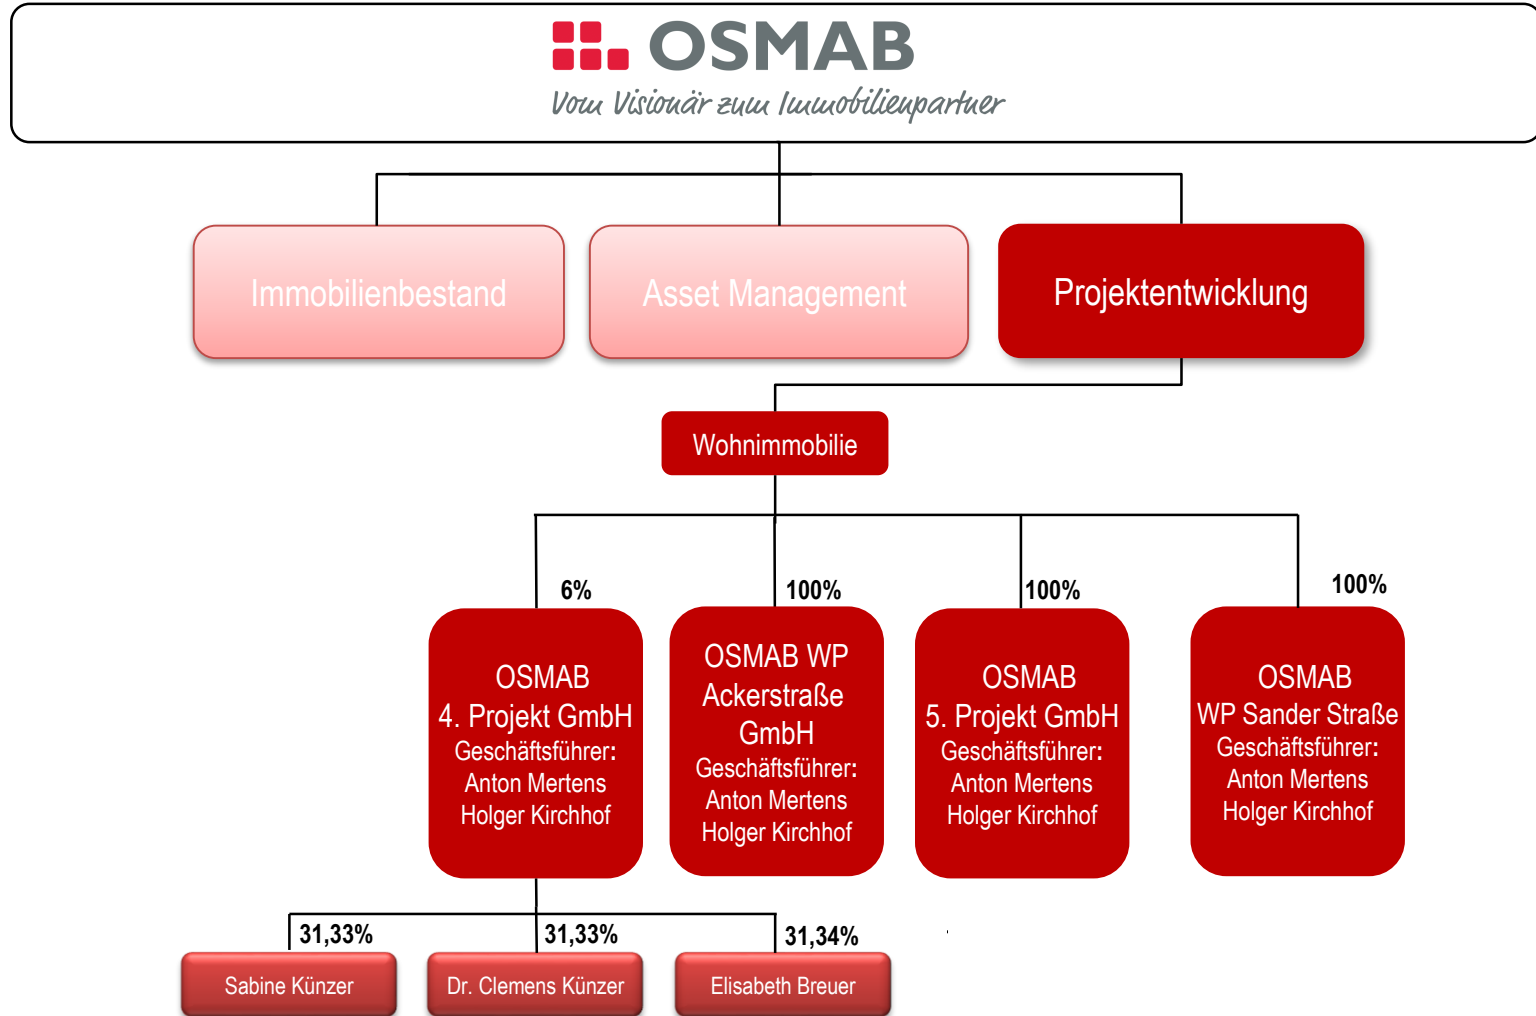 OSMAB
Vom Visionär zum Immobilienpartner
Immobilienbestand
Asset Management
Projektentwicklung
Wohnimmobilie
6%
100%
100%
100%
OSMAB
4. Projekt GmbH
Geschäftsführer:
Anton Mertens
Holger Kirchhof
OSMAB WP
Ackerstraße
GmbH
Geschäftsführer:
Anton Mertens
Holger Kirchhof
OSMAB
5. Projekt GmbH
Geschäftsführer:
Anton Mertens
Holger Kirchhof
OSMAB
WP Sander Straße
Geschäftsführer:
Anton Mertens
Holger Kirchhof
31,33%
31,33%
31,34%
Sabine Künzer
Dr. Clemens Künzer
Elisabeth Breuer